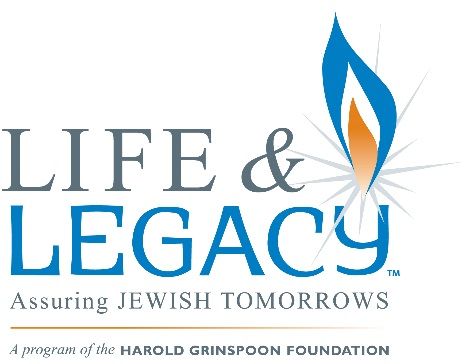 LIFE &
LEGACY™
Assuring JEWISH TOMORROWS
A program of the HAROLD GRINSPOON FOUNDATION